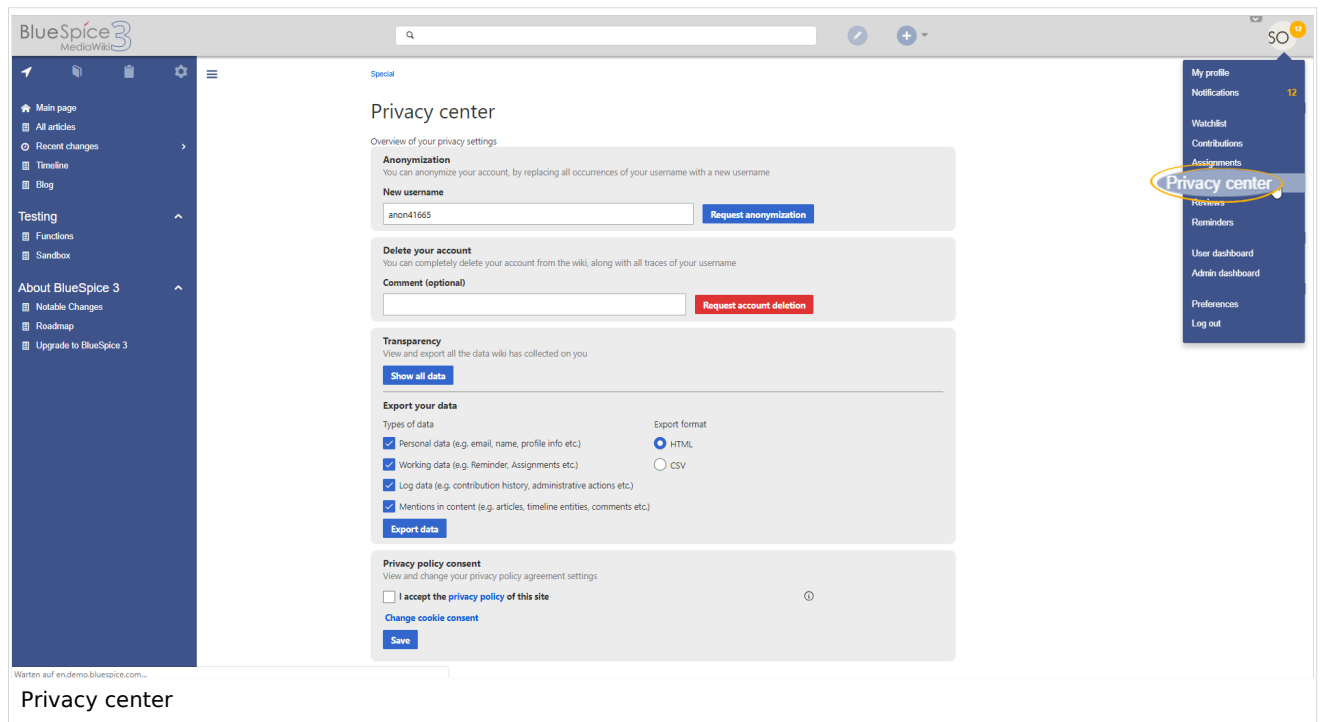 BlueSpice 3
MediaWiki
SO
12
Main page
All articles
Recent changes
Timeline
Blog
Testing
Functions
Sandbox
About BlueSpice 3
Notable Changes
Roadmap
Upgrade to BlueSpice 3
Special
Privacy center
Overview of your privacy settings
Anonymization
You can anonymize your account, by replacing all occurrences of your username with a new username
New username
anon41665 Request anonymization
Delete your account
You can completely delete your account from the wiki, along with all traces of your username
Comment (optional)
Request account deletion
Transparency
View and export all the data wiki has collected on you
Show all data
Export your data
Types of data Export format
Personal data (e.g. email, name, profile info etc.) HTML
Working data (e.g. Reminder, Assignments etc.) CSV
Log data (e.g. contribution history, administrative actions etc.)
Mentions in content (e.g. articles, timeline entities, comments etc.)
Export data
Privacy policy consent
View and change your privacy policy agreement settings
I accept the privacy policy of this site
Change cookie consent
Save
My profile
Notifications 12
Watchlist
Contributions
Assignments
Privacy center
Reviews
Reminders
User dashboard
Admin dashboard
Preferences
Log out
Warten auf en.demo.bluespice.com...
Privacy center